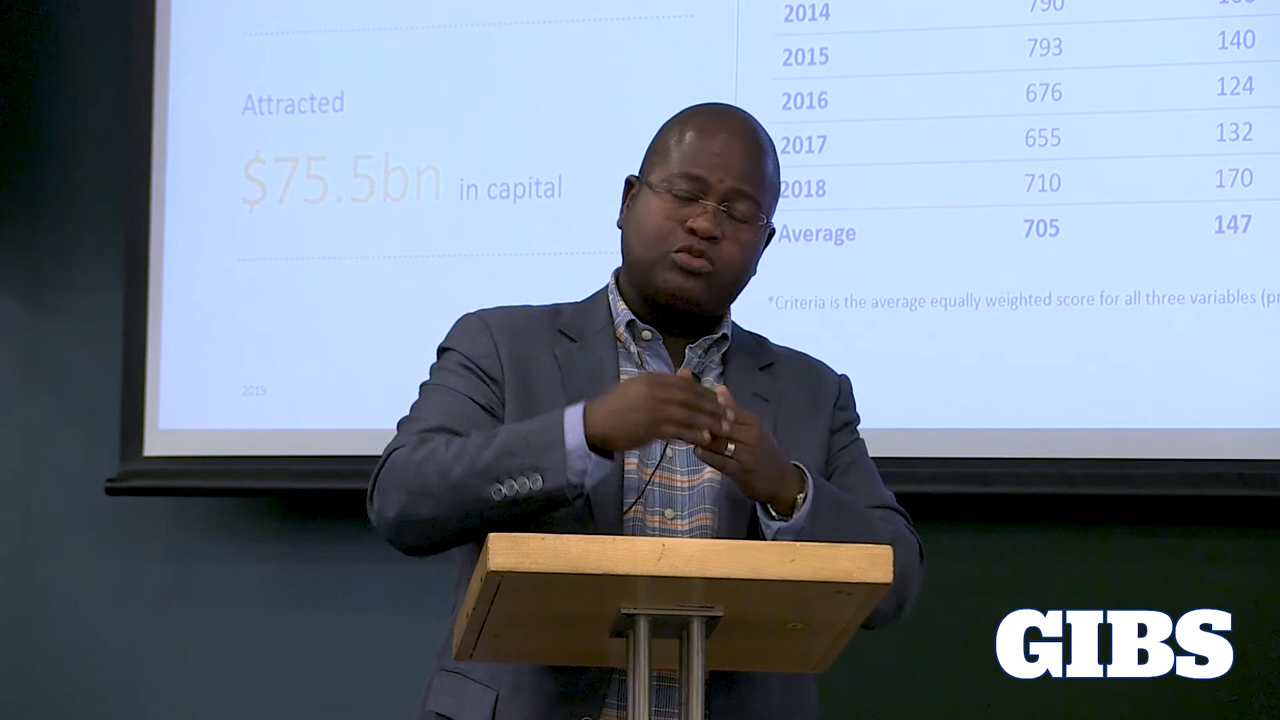 Attracted
$75.5bn in capital
2019
2014 790
2015 793 140
2016 676 124
2017 655 132
2018 710 170
Average 705 147
*Criteria is the average equally weighted score for all three variables
GIBS